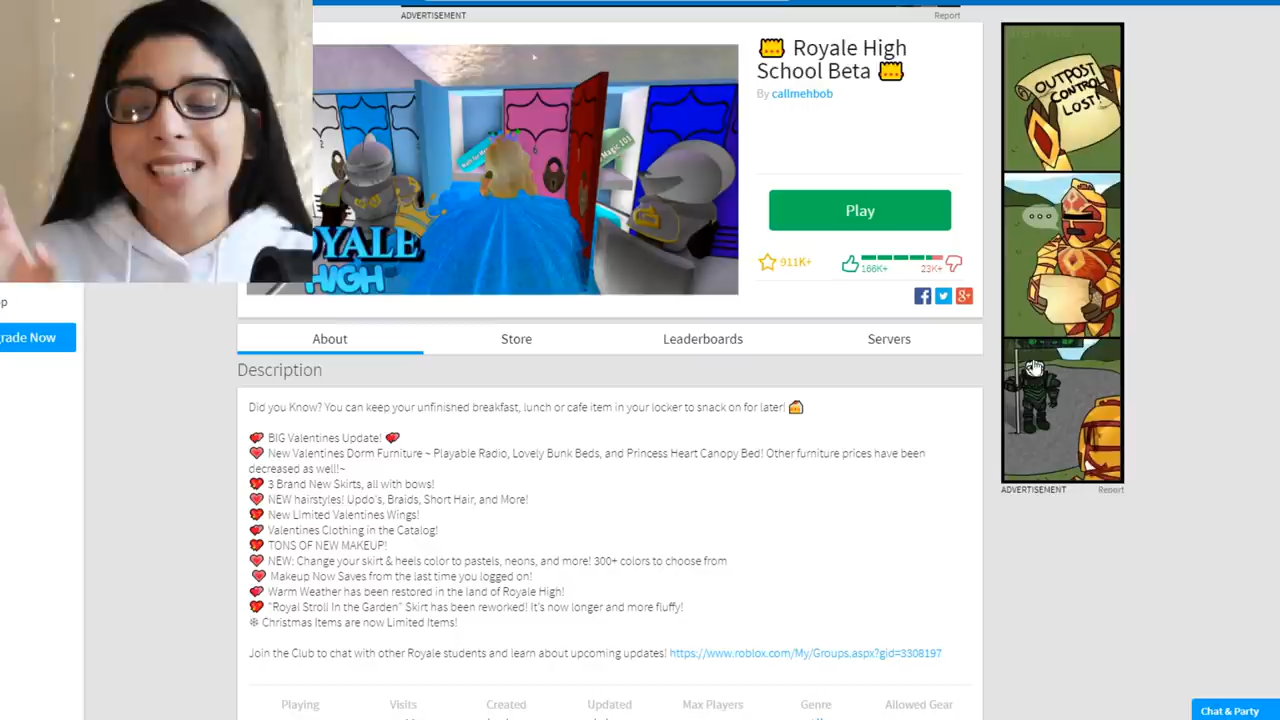 ADVERTISEMENT
Report
Royale High
School Beta
By callmehbob
Play
911K+
166K+
23K+
OYALE
HIGH
Magic 101
OUTPOST
CONTROL
LOST!
p
rade Now
About
Store
Leaderboards
Servers
Description
Did you Know? You can keep your unfinished breakfast, lunch or cafe item in your locker to snack on for later!
BIG Valentines Update!
New Valentines Dorm Furniture ~ Playable Radio, Lovely Bunk Beds, and Princess Heart Canopy Bed! Other furniture prices have been
decreased as well!~
3 Brand New Skirts, all with bows!
NEW hairstyles! Updo's, Braids, Short Hair, and More!
New Limited Valentines Wings!
Valentines Clothing in the Catalog!
TONS OF NEW MAKEUP!
NEW: Change your skirt & heels color to pastels, neons, and more! 300+ colors to choose from
Makeup Now Saves from the last time you logged on!
Warm Weather has been restored in the land of Royale High!
"Royal Stroll In the Garden" Skirt has been reworked! It's now longer and more fluffy!
Christmas Items are now Limited Items!
Join the Club to chat with other Royale students and learn about upcoming updates! https://www.roblox.com/My/Groups.aspx?gid=3308197
ADVERTISEMENT
Report
Playing
Visits
Created
Updated
Max Players
Genre
Allowed Gear
Chat & Party